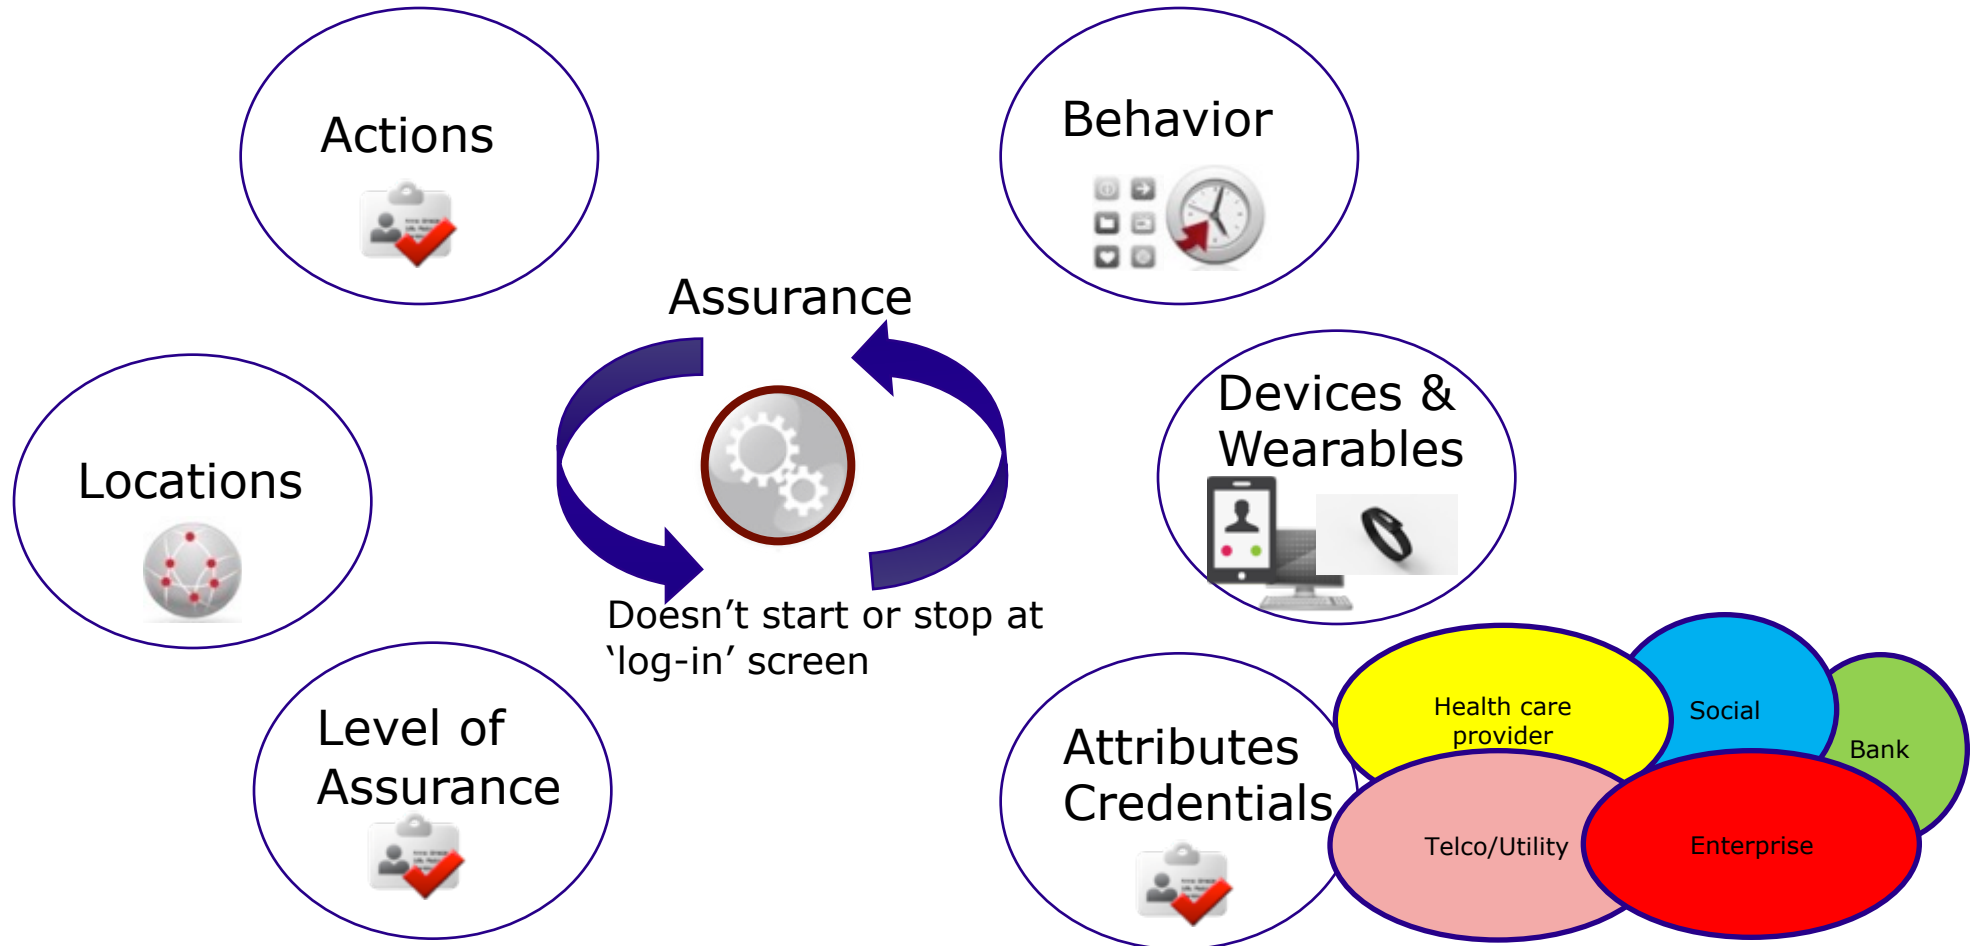 Actions
Behavior
Assurance
Devices &
Wearables
Locations
Doesn’t start or stop at
‘log-in’ screen
Level of
Assurance
Attributes
Credentials
Health care
provider
Social
Bank
Telco/Utility
Enterprise